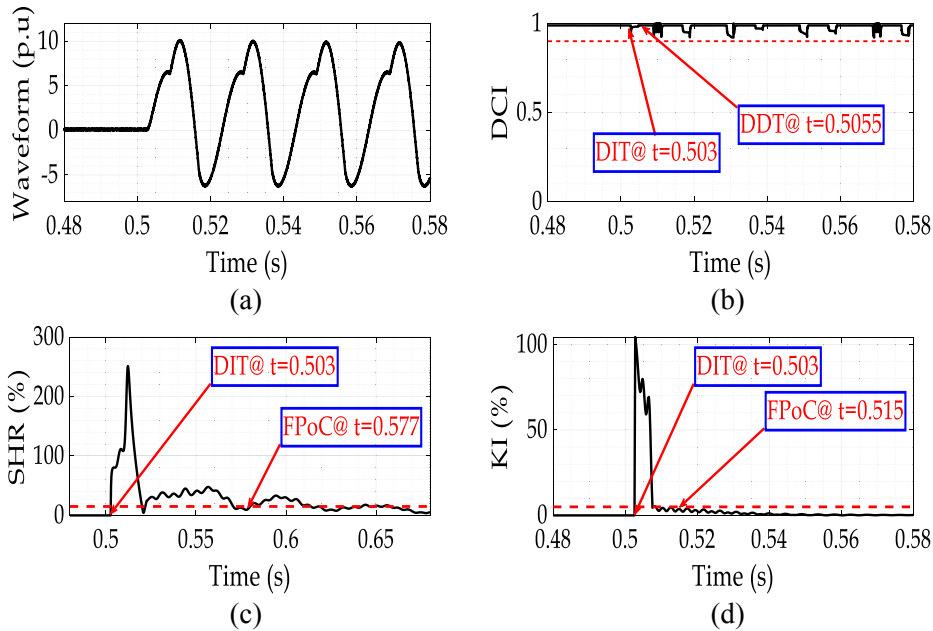 Waveform (p.u)
10
5
0
-5
0.48 0.5 0.52 0.54 0.56 0.58
Time (s)
(a)
DCI
1
0.5
0
DDT@ t=0.5055
DIT@ t=0.503
0.48 0.5 0.52 0.54 0.56 0.58
Time (s)
(b)
SHR (%)
300
200
100
0
DIT@ t=0.503
FPoC@ t=0.577
0.5 0.55 0.6 0.65
Time (s)
(c)
KI (%)
100
50
0
DIT@ t=0.503
FPoC@ t=0.515
0.48 0.5 0.52 0.54 0.56 0.58
Time (s)
(d)